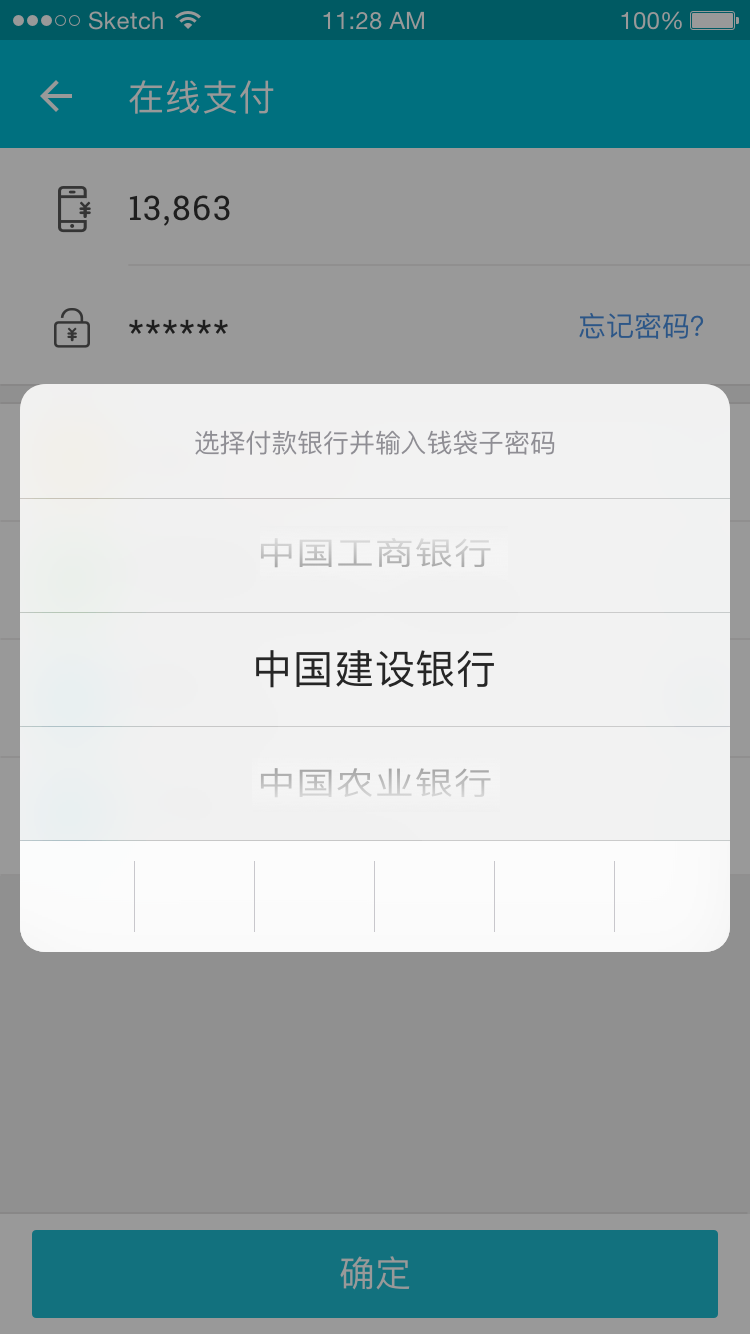 Sketch 11:28 AM 100%
在线支付
13,863
****** 忘记密码?
选择付款银行并输入钱袋子密码
中国工商银行
中国建设银行
中国农业银行
确定